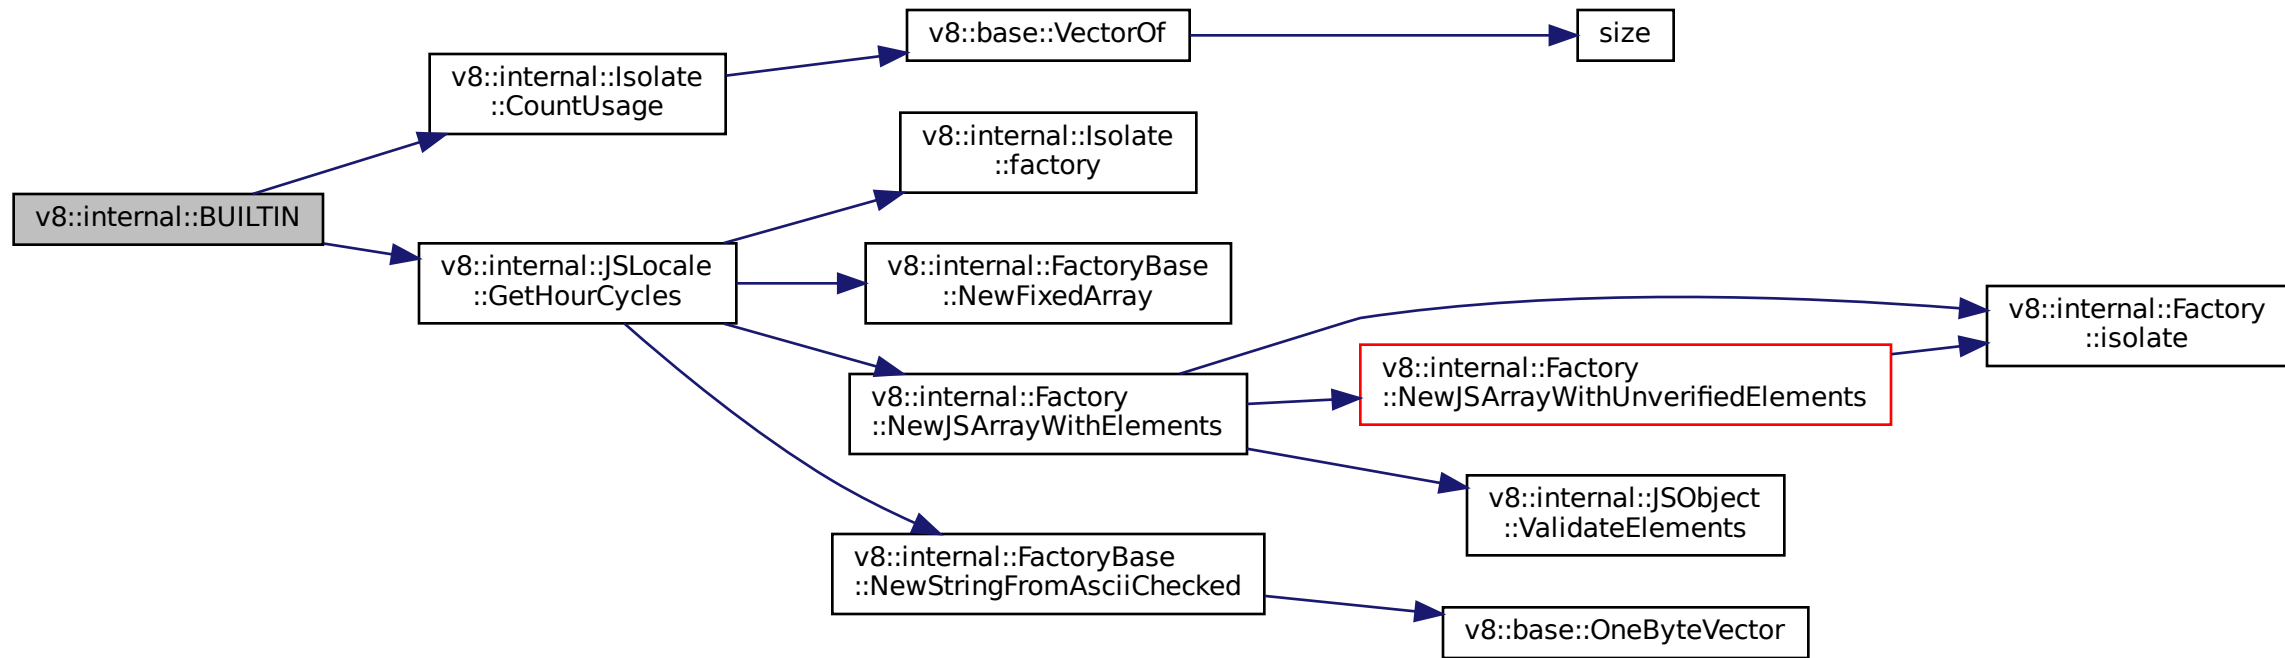 v8::internal::BUILTIN
v8::internal::Isolate
::CountUsage
v8::internal::JSLocale
::GetHourCycles
v8::base::VectorOf
v8::internal::Isolate
::factory
v8::internal::FactoryBase
::NewFixedArray
v8::internal::Factory
::NewJSArrayWithElements
v8::internal::FactoryBase
::NewStringFromAsciiChecked
size
v8::internal::Factory
::NewJSArrayWithUnverifiedElements
v8::internal::JSObject
::ValidateElements
v8::base::OneByteVector
v8::internal::Factory
::isolate